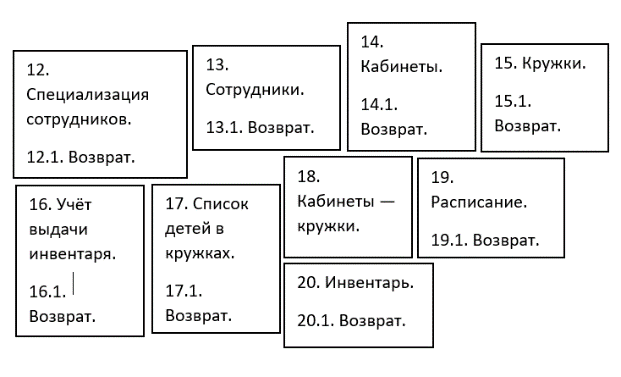 12.
Специализация
сотрудников.
12.1. Возврат.
13.
Сотрудники.
13.1. Возврат.
14.
Кабинеты.
14.1.
Возврат.
15. Кружки.
15.1.
Возврат.
16. Учёт
выдачи
инвентаря.
16.1.
Возврат.
17. Список
детей в
кружках.
17.1.
Возврат.
18.
Кабинеты —
кружки.
19.
Расписание.
19.1. Возврат.
20. Инвентарь.
20.1. Возврат.